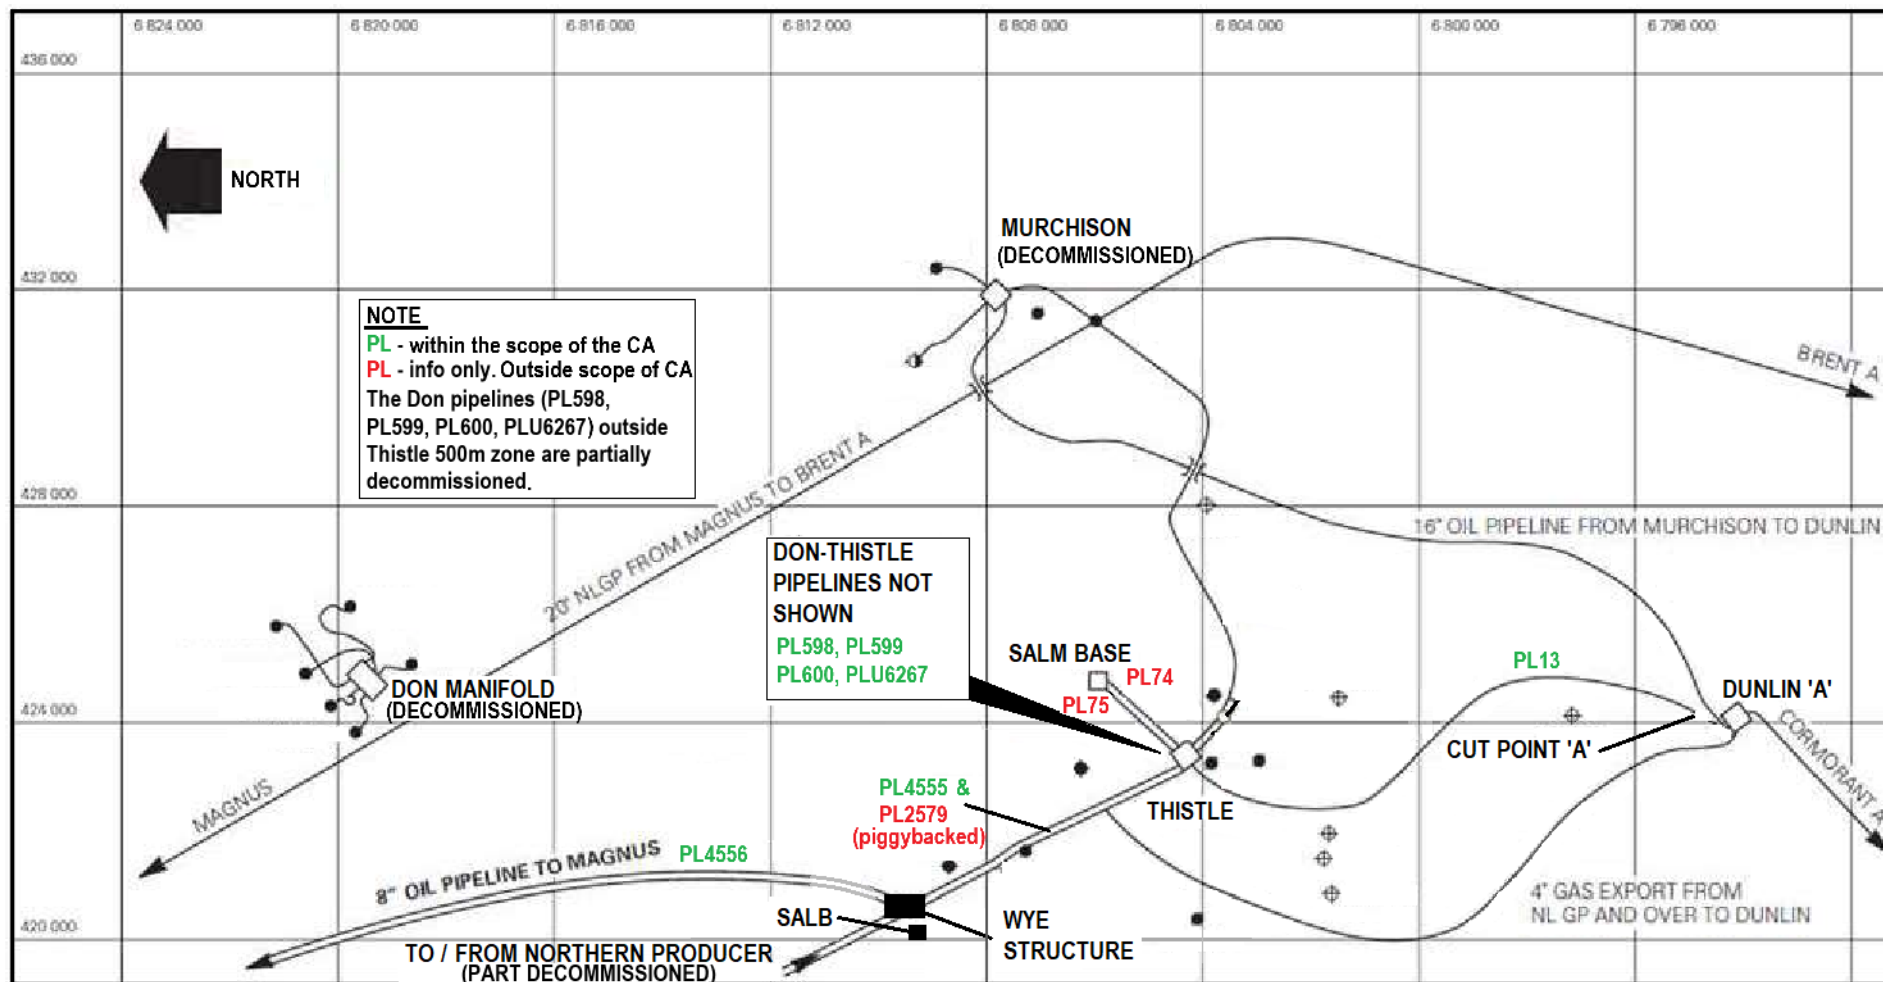 6 824 000
6 820 000
6 816 000
6 812 000
6 808 000
6 804 000
6 800 000
6 796 000
436 000
NORTH
MURCHISON
(DECOMMISSIONED)
432 000
NOTE
PL - within the scope of the CA
PL - info only. Outside scope of CA
The Don pipelines (PL598,
PL599, PL600, PLU6267) outside
Thistle 500m zone are partially
decommissioned.
BRENT A
20" NLGP FROM MAGNUS TO BRENT A
428 000
16" OIL PIPELINE FROM MURCHISON TO DUNLIN
DON-THISTLE
PIPELINES NOT
SHOWN
PL598, PL599
PL600, PLU6267
SALM BASE
PL74
PL75
PL13
DON MANIFOLD
(DECOMMISSIONED)
DUNLIN 'A'
424 000
CUT POINT 'A'
CORMORANT A
MAGNUS
PL4555 &
PL2579
(piggybacked)
THISTLE
8" OIL PIPELINE TO MAGNUS
PL4556
4" GAS EXPORT FROM
NL GP AND OVER TO DUNLIN
SALB
WYE
STRUCTURE
420 000
TO / FROM NORTHERN PRODUCER
(PART DECOMMISSIONED)